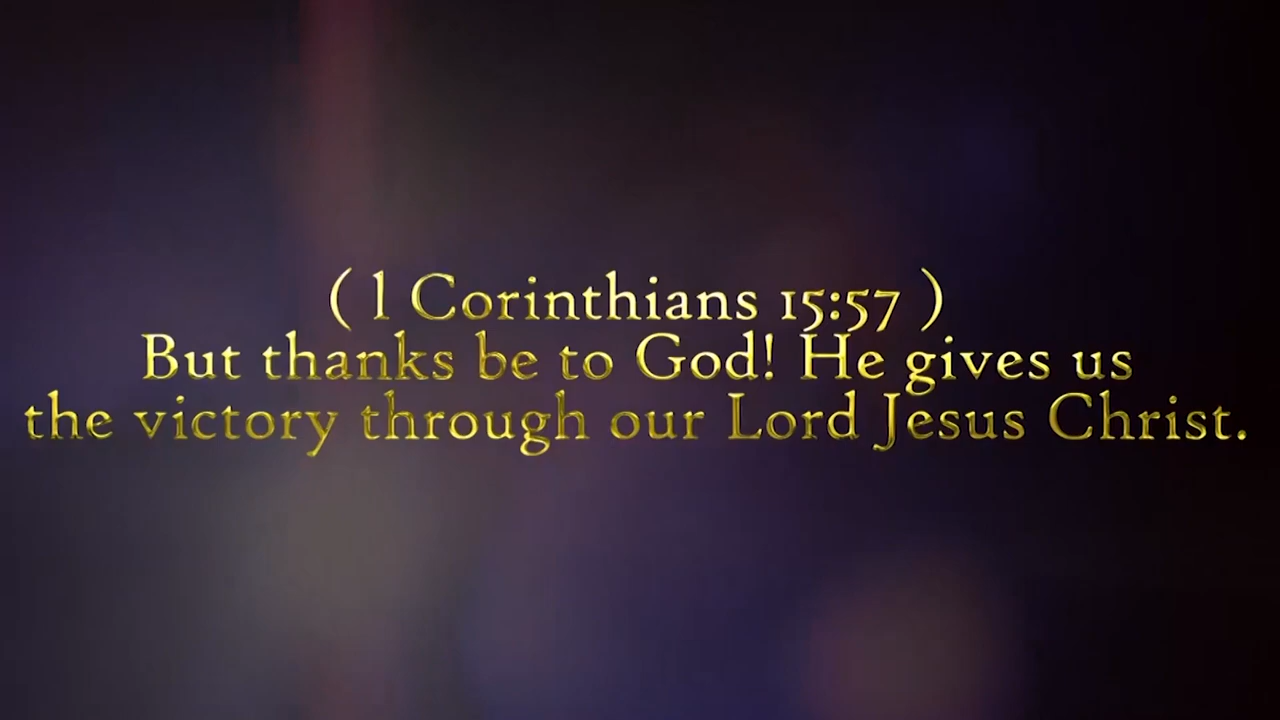 ( 1 Corinthians 15:57 )
But thanks be to God! He gives us
the victory through our Lord Jesus Christ.